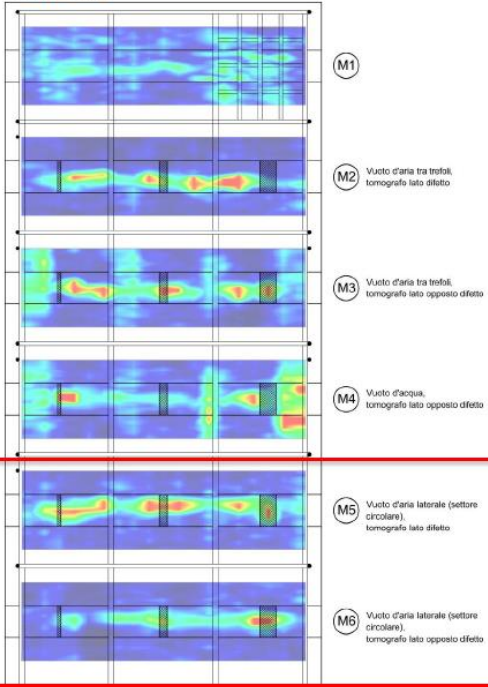 M1
M2
Vuoto d'aria tra trefoli,
tomografo lato difetto
M3
Vuoto d'aria tra trefoli,
tomografo lato opposto difetto
M4
Vuoto d'acqua,
tomografo lato opposto difetto
M5
Vuoto d'aria laterale (settore
circolare),
tomografo lato difetto
M6
Vuoto d'aria laterale (settore
circolare),
tomografo lato opposto difetto